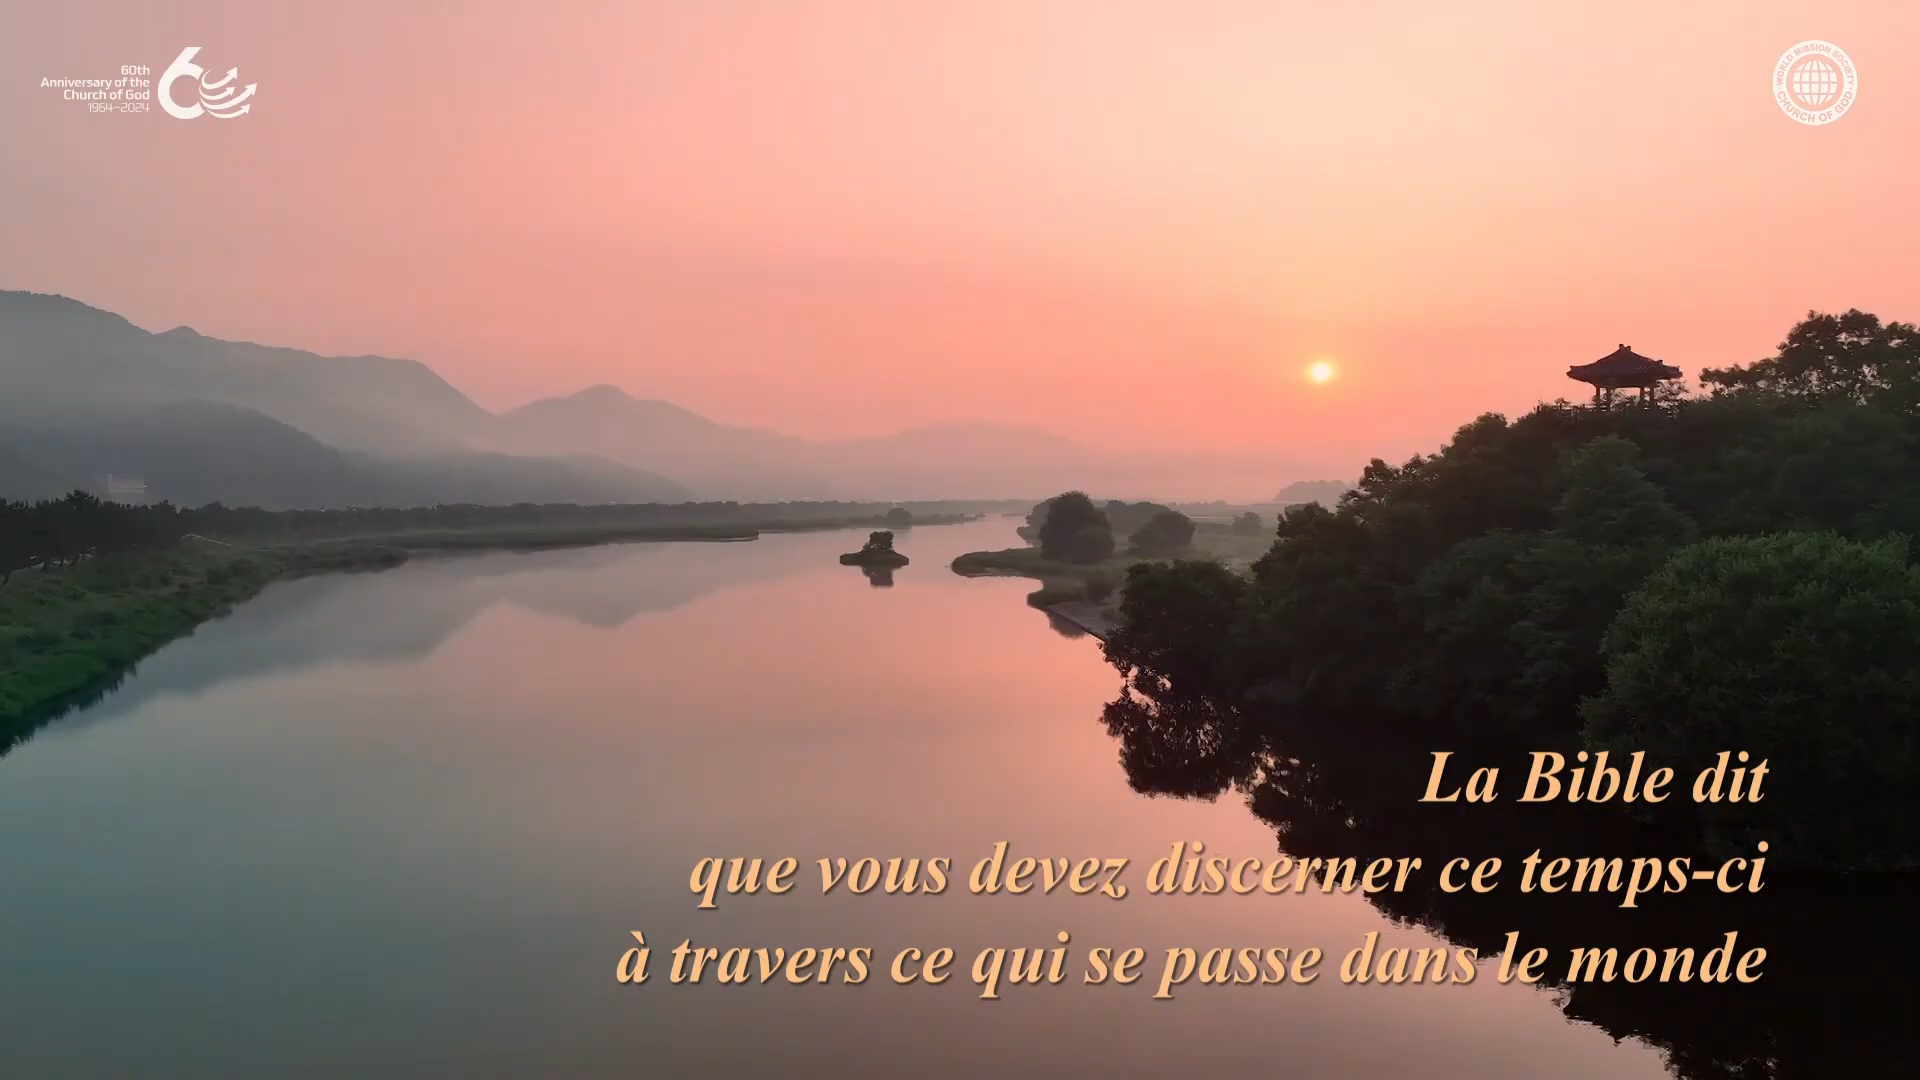 60th
Anniversary of the
Church of God
1964–2024
WORLD MISSION SOCIETY
CHURCH OF GOD
La Bible dit
que vous devez discerner ce temps-ci
à travers ce qui se passe dans le monde